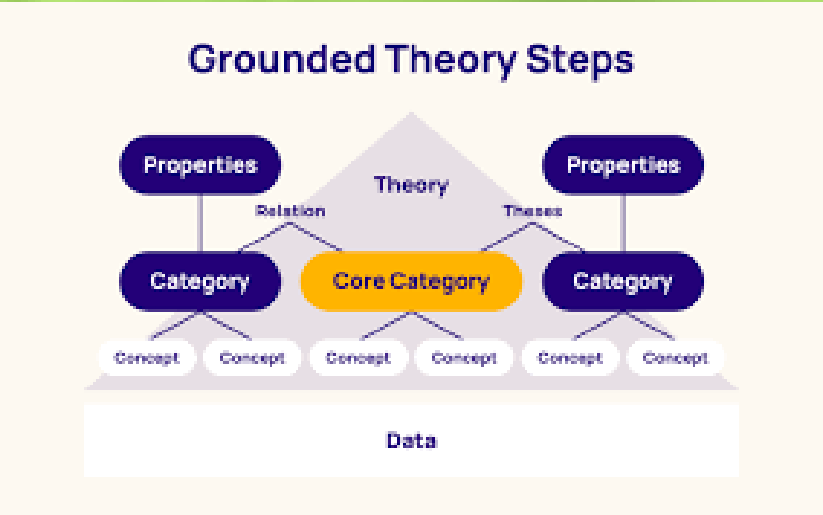 Grounded Theory Steps
Properties
Properties
Theory
Relation
Theses
Category
Core Category
Category
Concept
Concept
Concept
Concept
Concept
Concept
Data